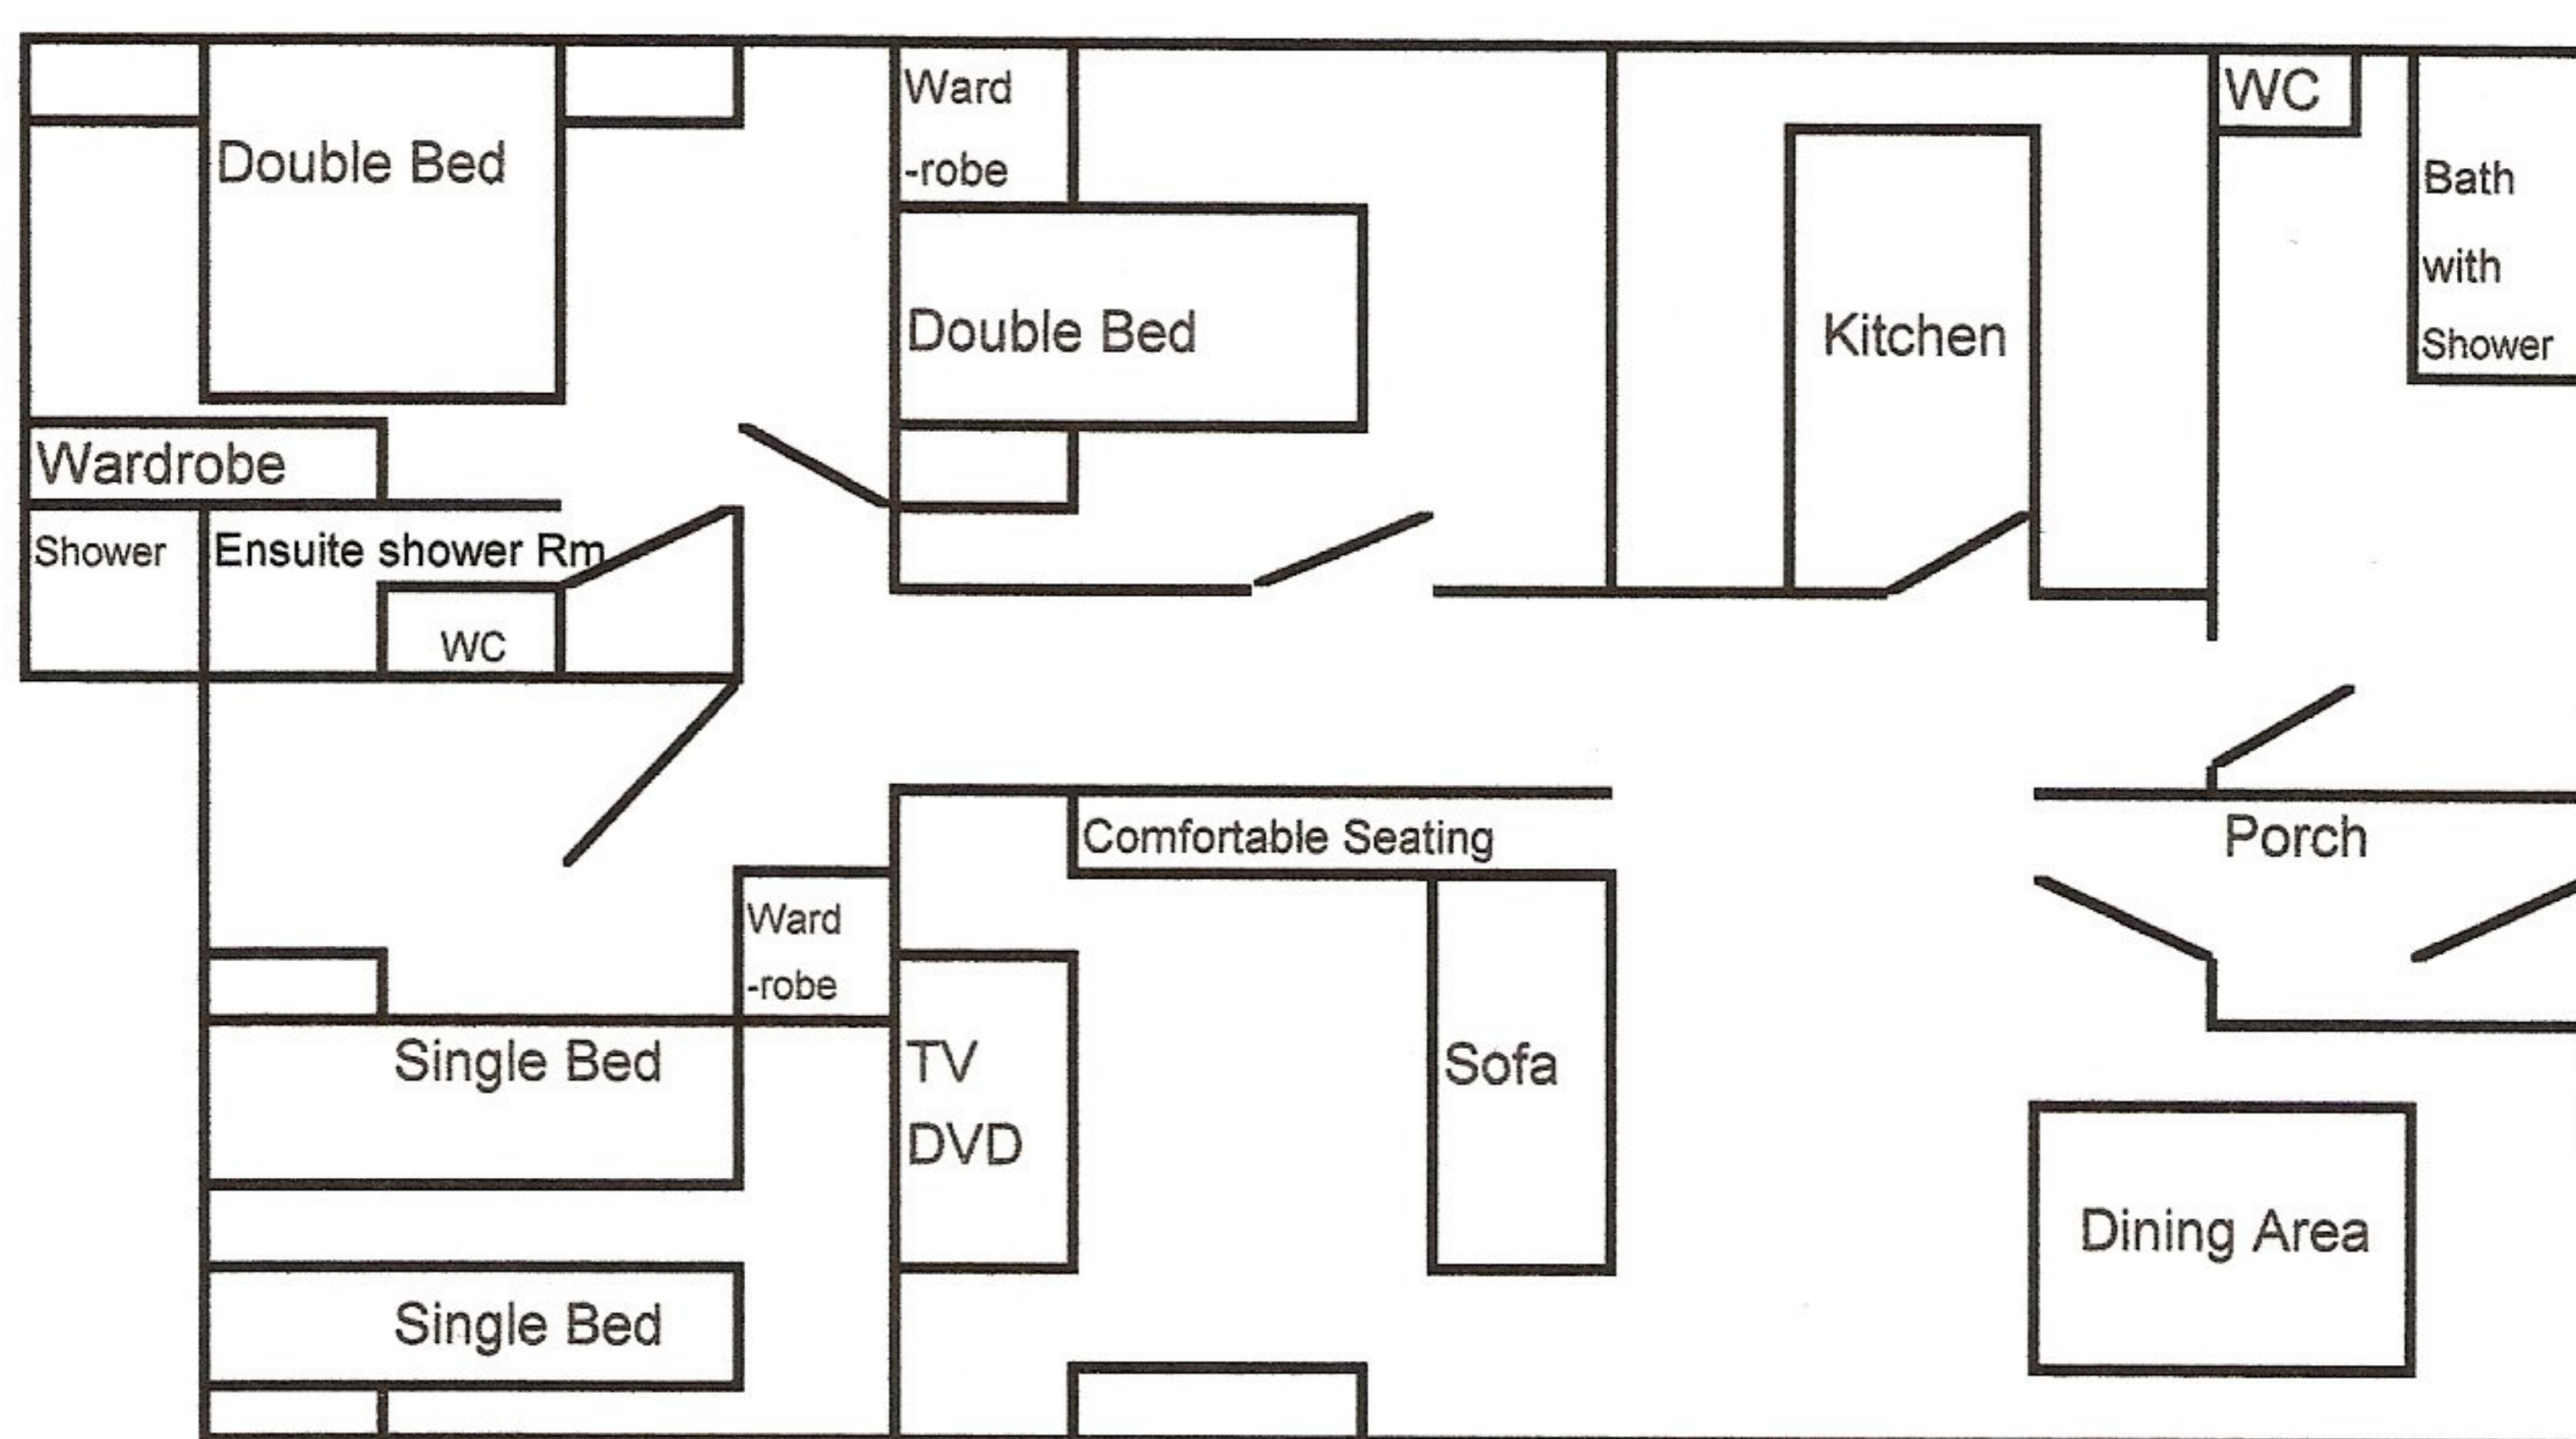 Double Bed
Ward
-robe
Double Bed
Kitchen
WC
Bath
with
Shower
Wardrobe
Shower
Ensuite shower Rm
WC
Comfortable Seating
Porch
Ward
-robe
Single Bed
TV
DVD
Sofa
Dining Area
Single Bed